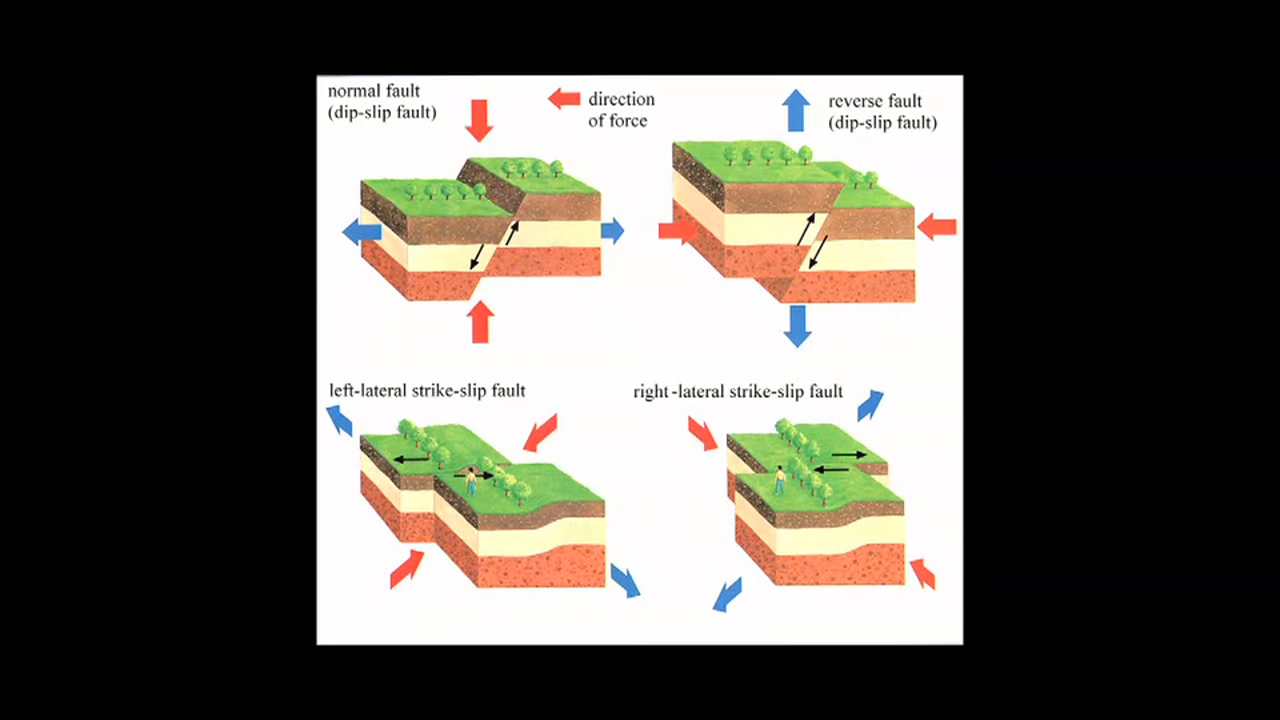 normal fault
(dip-slip fault)
direction
of force
reverse fault
(dip-slip fault)
left-lateral strike-slip fault
right-lateral strike-slip fault